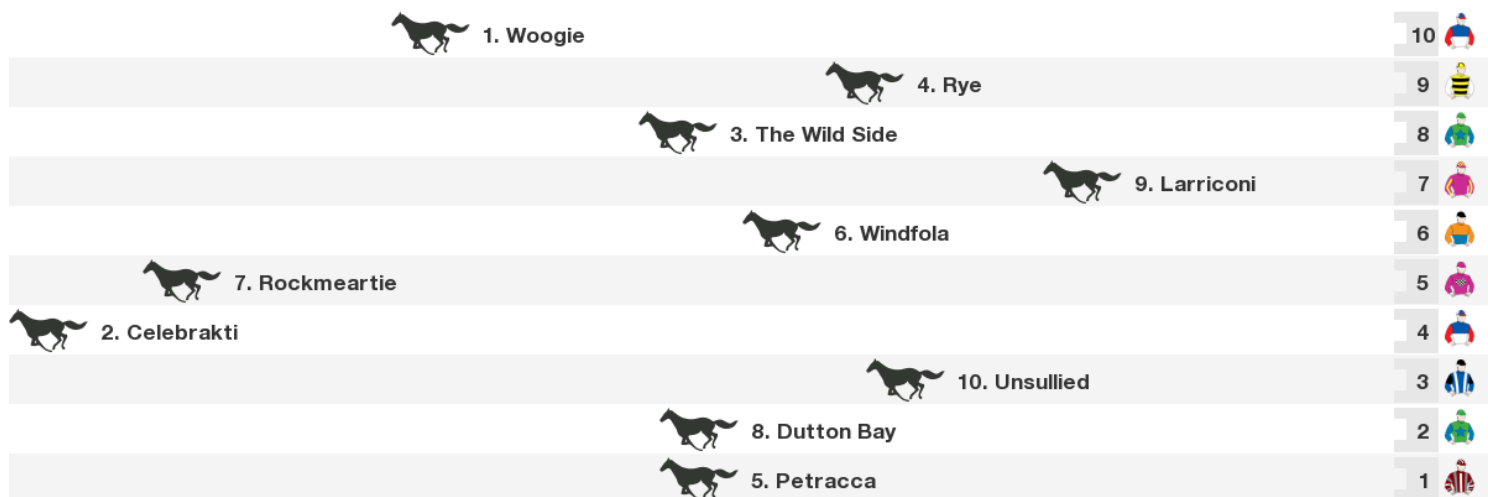 1. Woogie 10
4. Rye 9
3. The Wild Side 8
9. Larriconi 7
6. Windfola 6
7. Rockmeartie 5
2. Celebrakti 4
10. Unsullied 3
8. Dutton Bay 2
5. Petracca 1